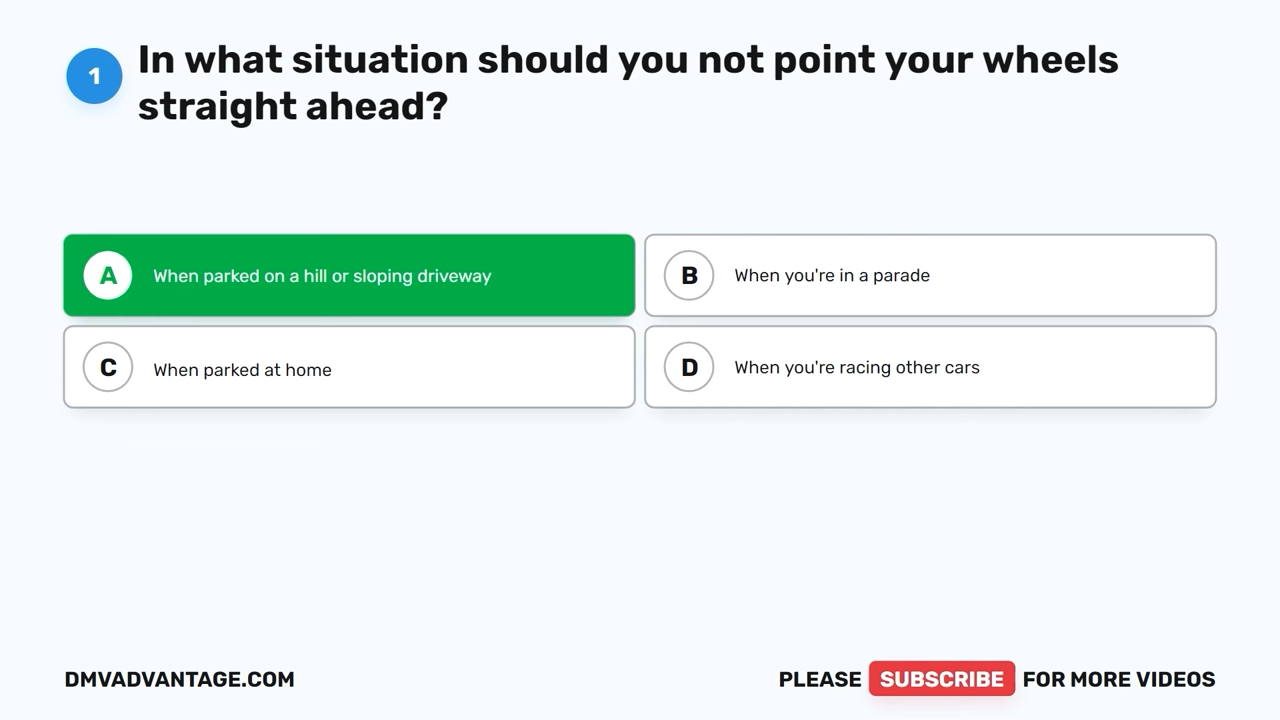 1
In what situation should you not point your wheels
straight ahead?
A When parked on a hill or sloping driveway
B When you're in a parade
C When parked at home
D When you're racing other cars
DMVADVANTAGE.COM
PLEASE SUBSCRIBE FOR MORE VIDEOS